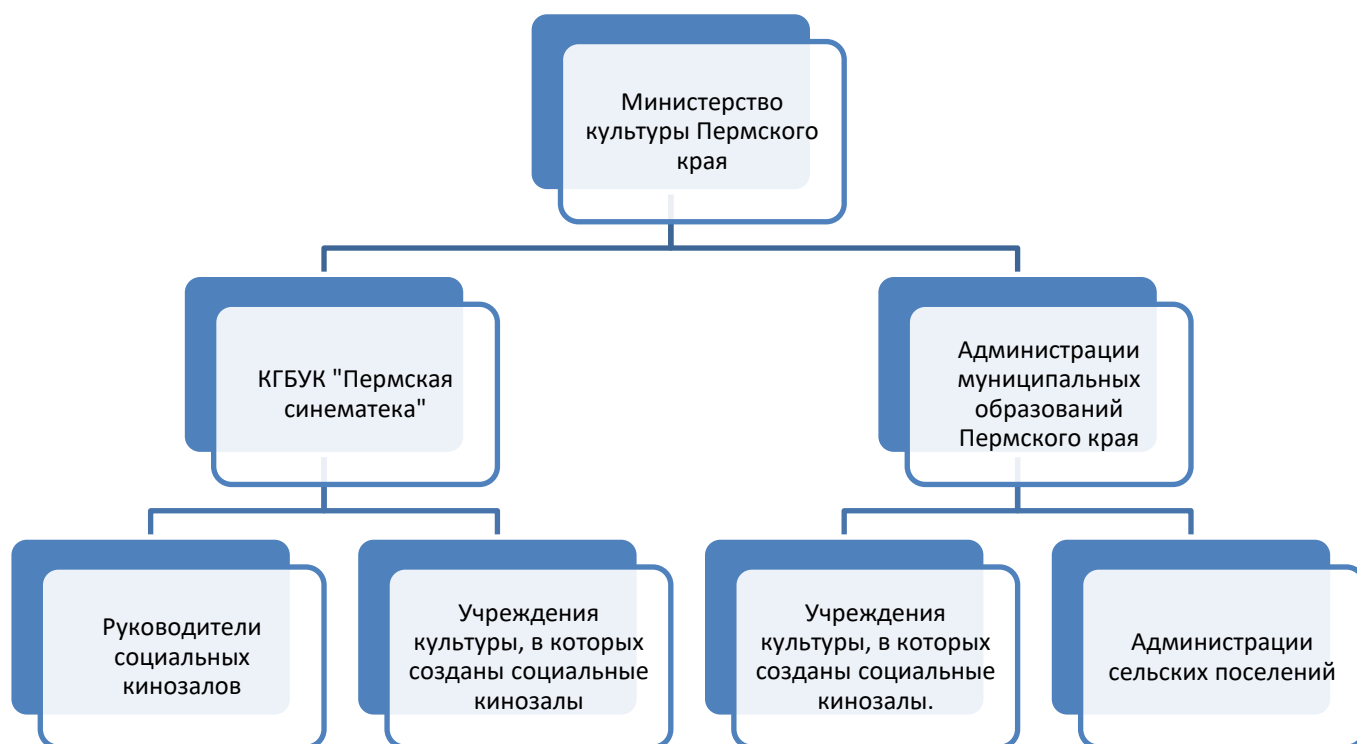 Министерство
культуры Пермского
края
КГБУК "Пермская
синематека"
Администрации
муниципальных
образований
Пермского края
Руководители
социальных
кинозалов
Учреждения
культуры, в которых
созданы социальные
кинозалы
Учреждения
культуры, в которых
созданы социальные
кинозалы.
Администрации
сельских поселений